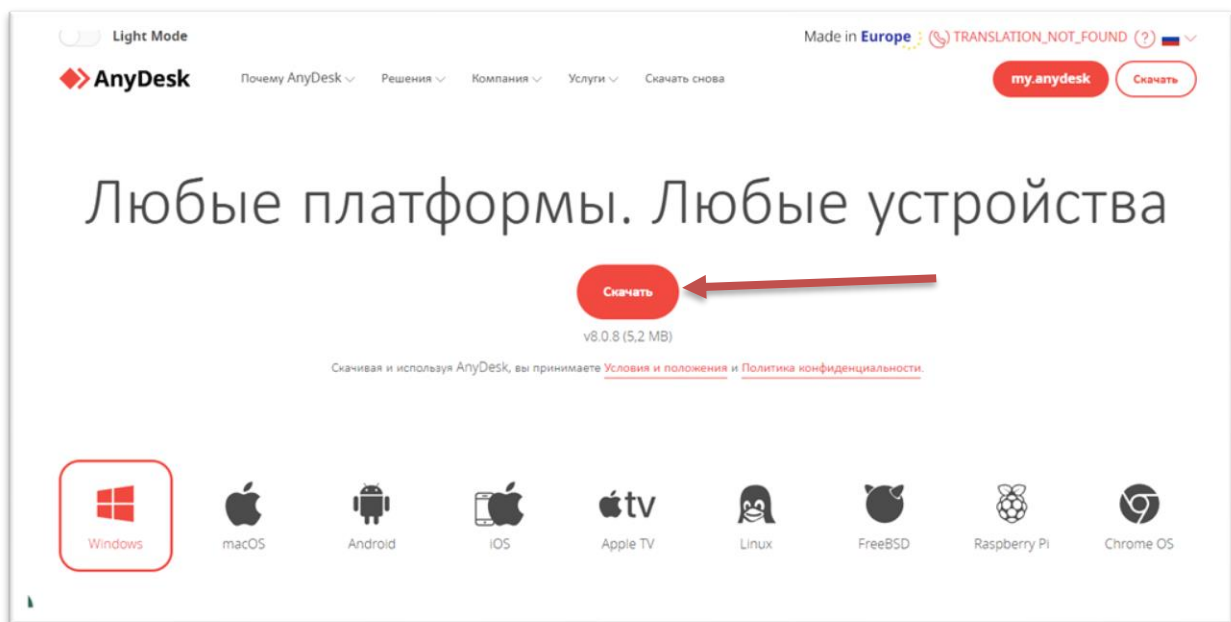 Light Mode
Made in Europe TRANSLATION_NOT_FOUND (?)
AnyDesk
Почему AnyDesk Решения Компания Услуги Скачать снова
my.anydesk Скачать
Любые платформы. Любые устройства
Скачать
v8.0.8 (5,2 MB)
Скачивая и используя AnyDesk, вы принимаете Условия и положения и Политика конфиденциальности.
Windows macOS Android iOS Apple TV Linux FreeBSD Raspberry Pi Chrome OS
tv